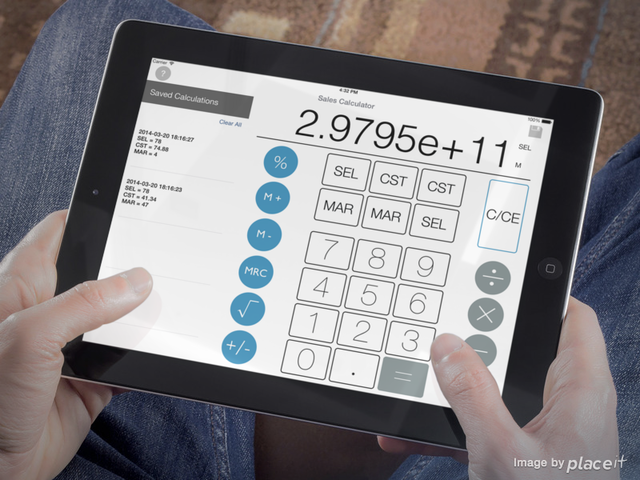 Carrier
4:32 PM
100%
?
Sales Calculator
Saved Calculations
Clear All
2014-03-20 18:16:27
SEL = 78
CST = 74.88
MAR = 4
2014-03-20 18:16:23
SEL = 78
CST = 41.34
MAR = 47
2.9795e+11
SEL
M
%
M +
M -
MRC
√
+/-
SEL CST CST
MAR MAR SEL
C/CE
7 8 9 ÷
4 5 6 ×
1 2 3 −
0 . =
Image by placeit